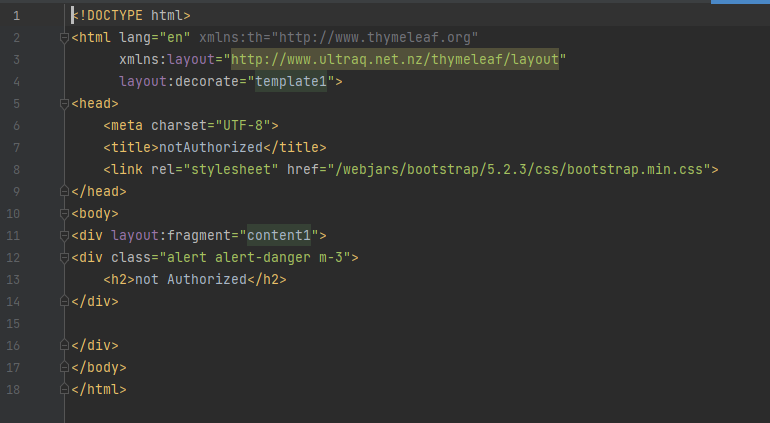 1 <!DOCTYPE html>
2 <html lang="en" xmlns:th="http://www.thymeleaf.org"
3       xmlns:layout="http://www.ultraq.net.nz/thymeleaf/layout"
4       layout:decorate="template1">
5 <head>
6     <meta charset="UTF-8">
7     <title>notAuthorized</title>
8     <link rel="stylesheet" href="/webjars/bootstrap/5.2.3/css/bootstrap.min.css">
9 </head>
10 <body>
11 <div layout:fragment="content1">
12 <div class="alert alert-danger m-3">
13     <h2>not Authorized</h2>
14 </div>
15
16 </div>
17 </body>
18 </html>